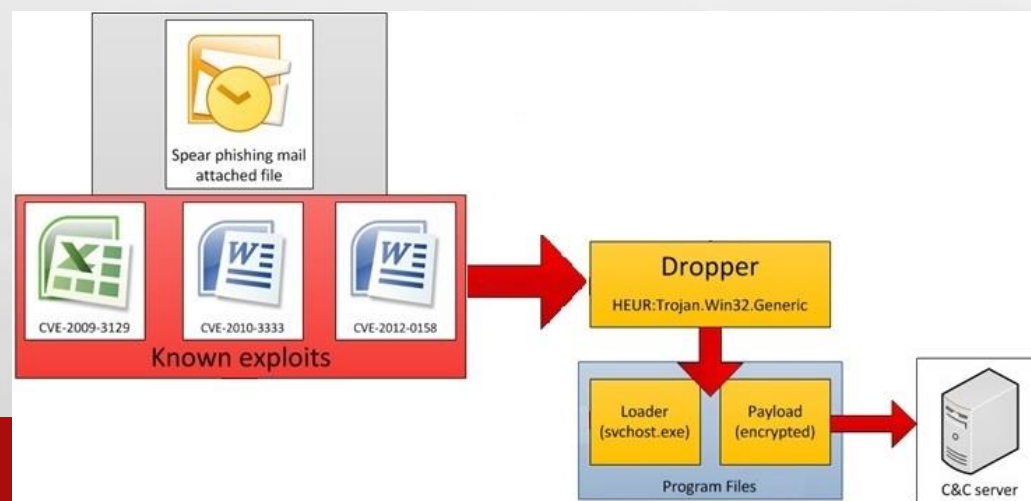 Spear phishing mail
attached file
CVE-2009-3129
CVE-2010-3333
CVE-2012-0158
Known exploits
Dropper
HEUR:Trojan.Win32.Generic
Loader
(svchost.exe)
Payload
(encrypted)
Program Files
C&C server